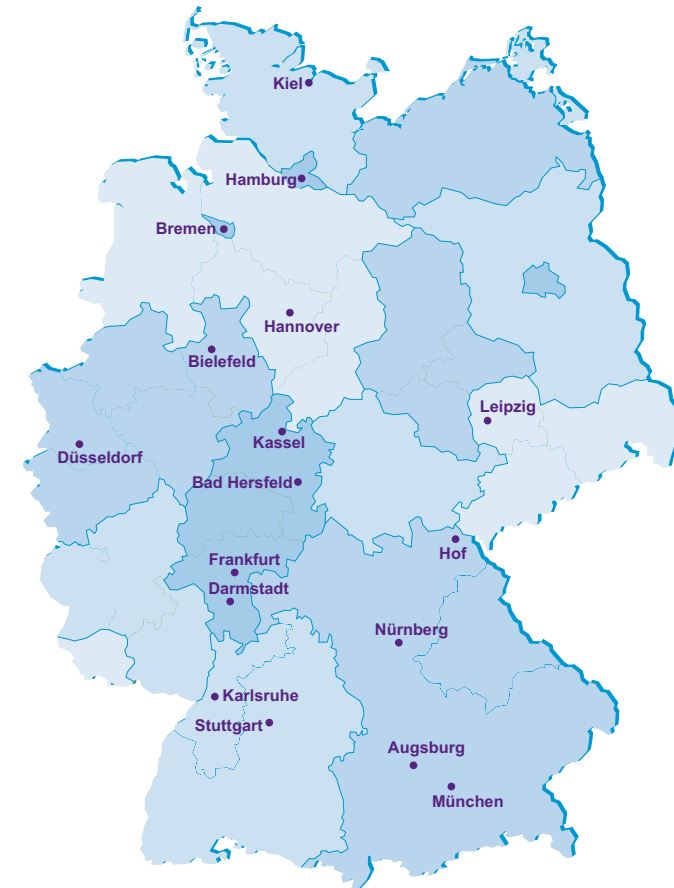 Kiel
Hamburg
Bremen
Hannover
Bielefeld
Leipzig
Kassel
Düsseldorf
Bad Hersfeld
Hof
Frankfurt
Darmstadt
Nürnberg
Karlsruhe
Stuttgart
Augsburg
München